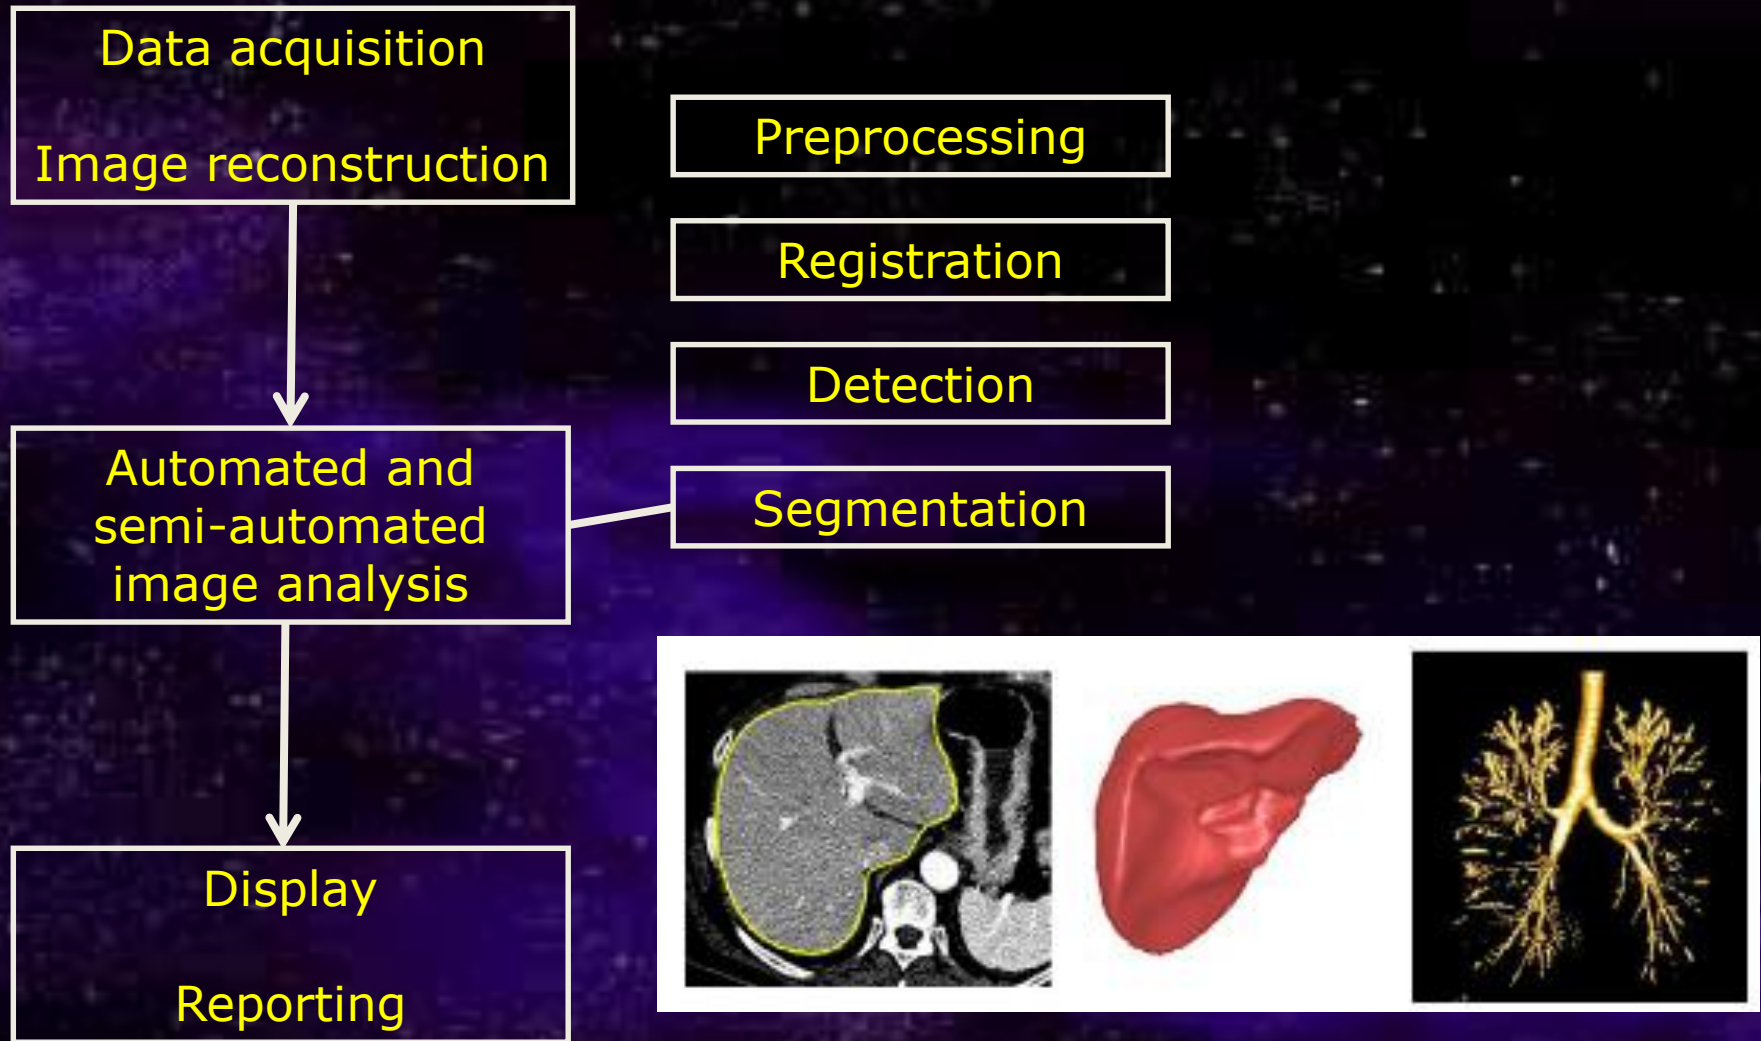 Data acquisition
Image reconstruction
Automated and
semi-automated
image analysis
Display
Reporting
Preprocessing
Registration
Detection
Segmentation